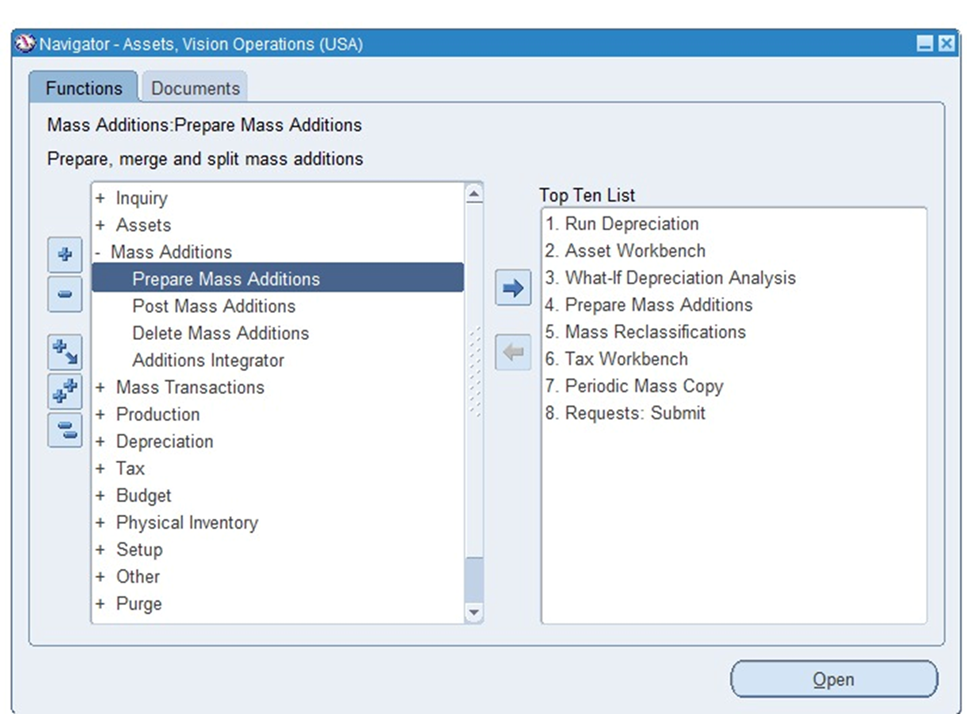 Navigator - Assets, Vision Operations (USA)
Functions
Documents
Mass Additions:Prepare Mass Additions
Prepare, merge and split mass additions
+ Inquiry
+ Assets
- Mass Additions
Prepare Mass Additions
Post Mass Additions
Delete Mass Additions
Additions Integrator
+ Mass Transactions
+ Production
+ Depreciation
+ Tax
+ Budget
+ Physical Inventory
+ Setup
+ Other
+ Purge
Top Ten List
1. Run Depreciation
2. Asset Workbench
3. What-If Depreciation Analysis
4. Prepare Mass Additions
5. Mass Reclassifications
6. Tax Workbench
7. Periodic Mass Copy
8. Requests: Submit
Open